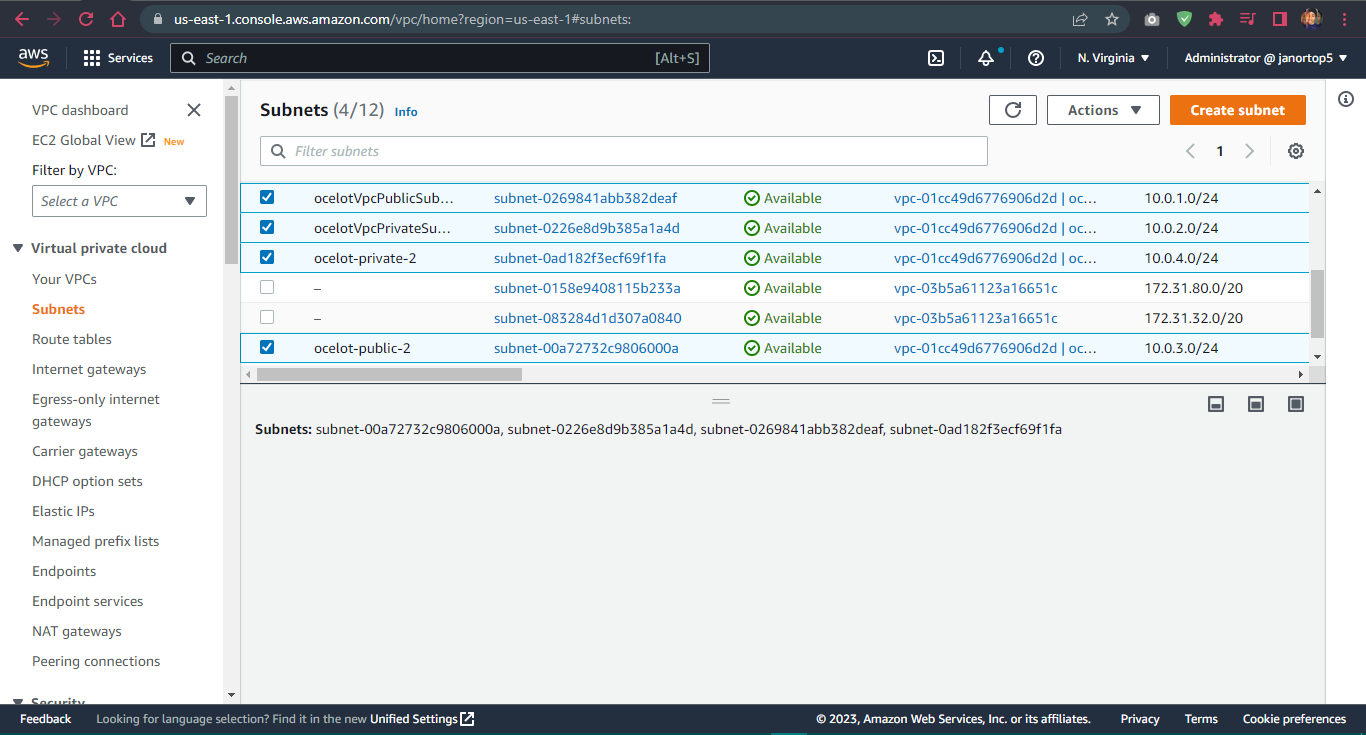 us-east-1.console.aws.amazon.com/vpc/home?region=us-east-1#subnets:
aws Services Search [Alt+S] N. Virginia Administrator @ janortop5
VPC dashboard
EC2 Global View New
Filter by VPC:
Select a VPC
Virtual private cloud
Your VPCs
Subnets
Route tables
Internet gateways
Egress-only internet
gateways
Carrier gateways
DHCP option sets
Elastic IPs
Managed prefix lists
Endpoints
Endpoint services
NAT gateways
Peering connections
Security
Subnets (4/12) Info
Actions
Create subnet
Filter subnets
1
ocelotVpcPublicSub... subnet-0269841abb382deaf Available vpc-01cc49d6776906d2d | oc... 10.0.1.0/24
ocelotVpcPrivateSu... subnet-0226e8d9b385a1a4d Available vpc-01cc49d6776906d2d | oc... 10.0.2.0/24
ocelot-private-2 subnet-0ad182f3ecf69f1fa Available vpc-01cc49d6776906d2d | oc... 10.0.4.0/24
– subnet-0158e9408115b233a Available vpc-03b5a61123a16651c 172.31.80.0/20
– subnet-083284d1d307a0840 Available vpc-03b5a61123a16651c 172.31.32.0/20
ocelot-public-2 subnet-00a72732c9806000a Available vpc-01cc49d6776906d2d | oc... 10.0.3.0/24
Subnets: subnet-00a72732c9806000a, subnet-0226e8d9b385a1a4d, subnet-0269841abb382deaf, subnet-0ad182f3ecf69f1fa
Feedback Looking for language selection? Find it in the new Unified Settings © 2023, Amazon Web Services, Inc. or its affiliates. Privacy Terms Cookie preferences